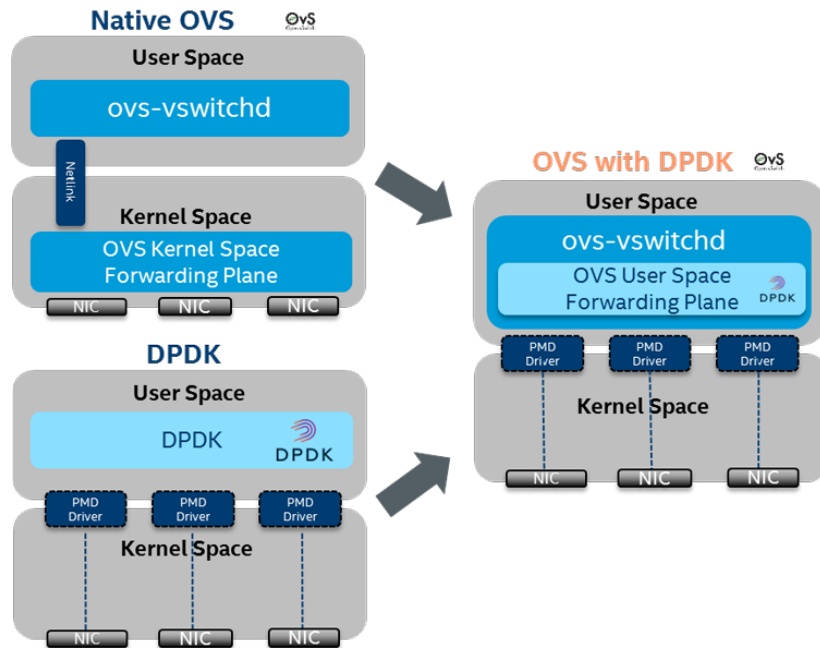 Native OVS
OvS
User Space
ovs-vswitchd
Netlink
Kernel Space
OVS Kernel Space
Forwarding Plane
NIC
NIC
NIC
DPDK
User Space
DPDK
DPDK
PMD
Driver
PMD
Driver
PMD
Driver
Kernel Space
NIC
NIC
NIC
OVS with DPDK
OvS
User Space
ovs-vswitchd
OVS User Space
Forwarding Plane
DPDK
PMD
Driver
PMD
Driver
PMD
Driver
Kernel Space
NIC
NIC
NIC